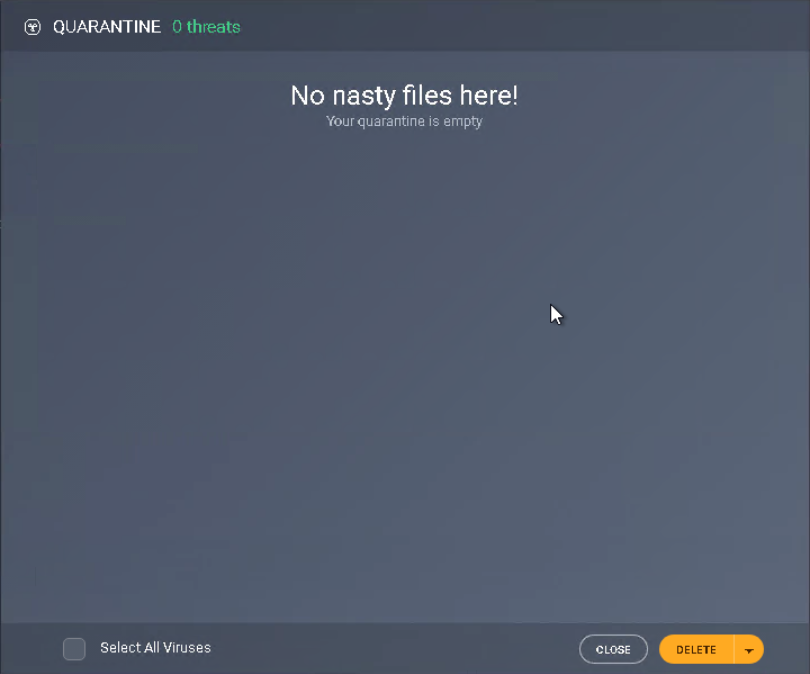 QUARANTINE 0 threats
No nasty files here!
Your quarantine is empty
Select All Viruses
CLOSE
DELETE